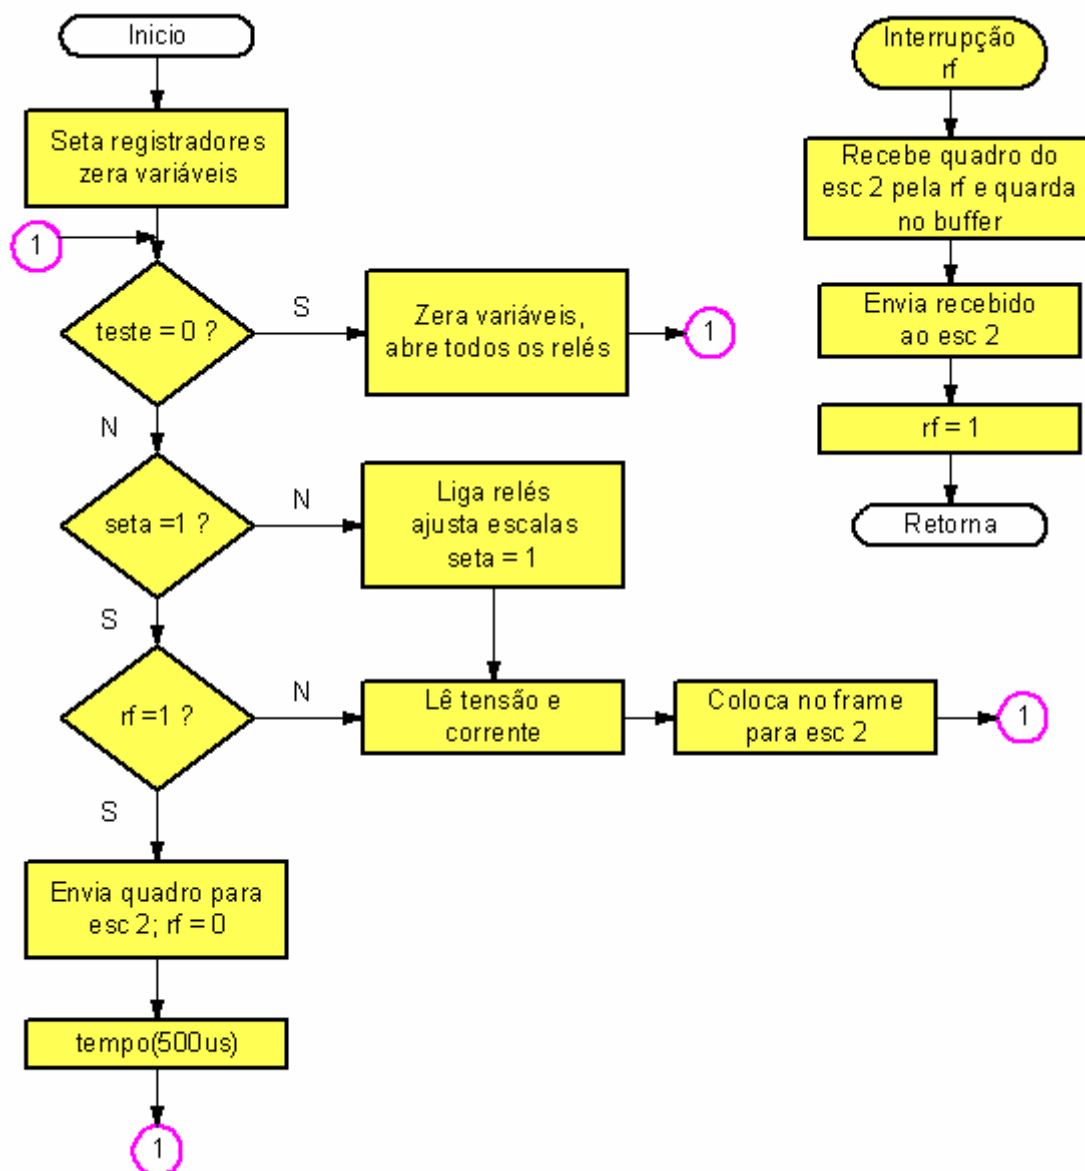 Inicio
Seta registradores
zera variáveis
1
teste = 0 ?
S
Zera variáveis,
abre todos os relés
1
N
seta =1 ?
N
Liga relés
ajusta escalas
seta = 1
S
rf =1 ?
N
Lê tensão e
corrente
Coloca no frame
para esc 2
1
S
Envia quadro para
esc 2; rf = 0
tempo(500us)
1
Interrupção
rf
Recebe quadro do
esc 2 pela rf e quarda
no buffer
Envia recebido
ao esc 2
rf = 1
Retorna